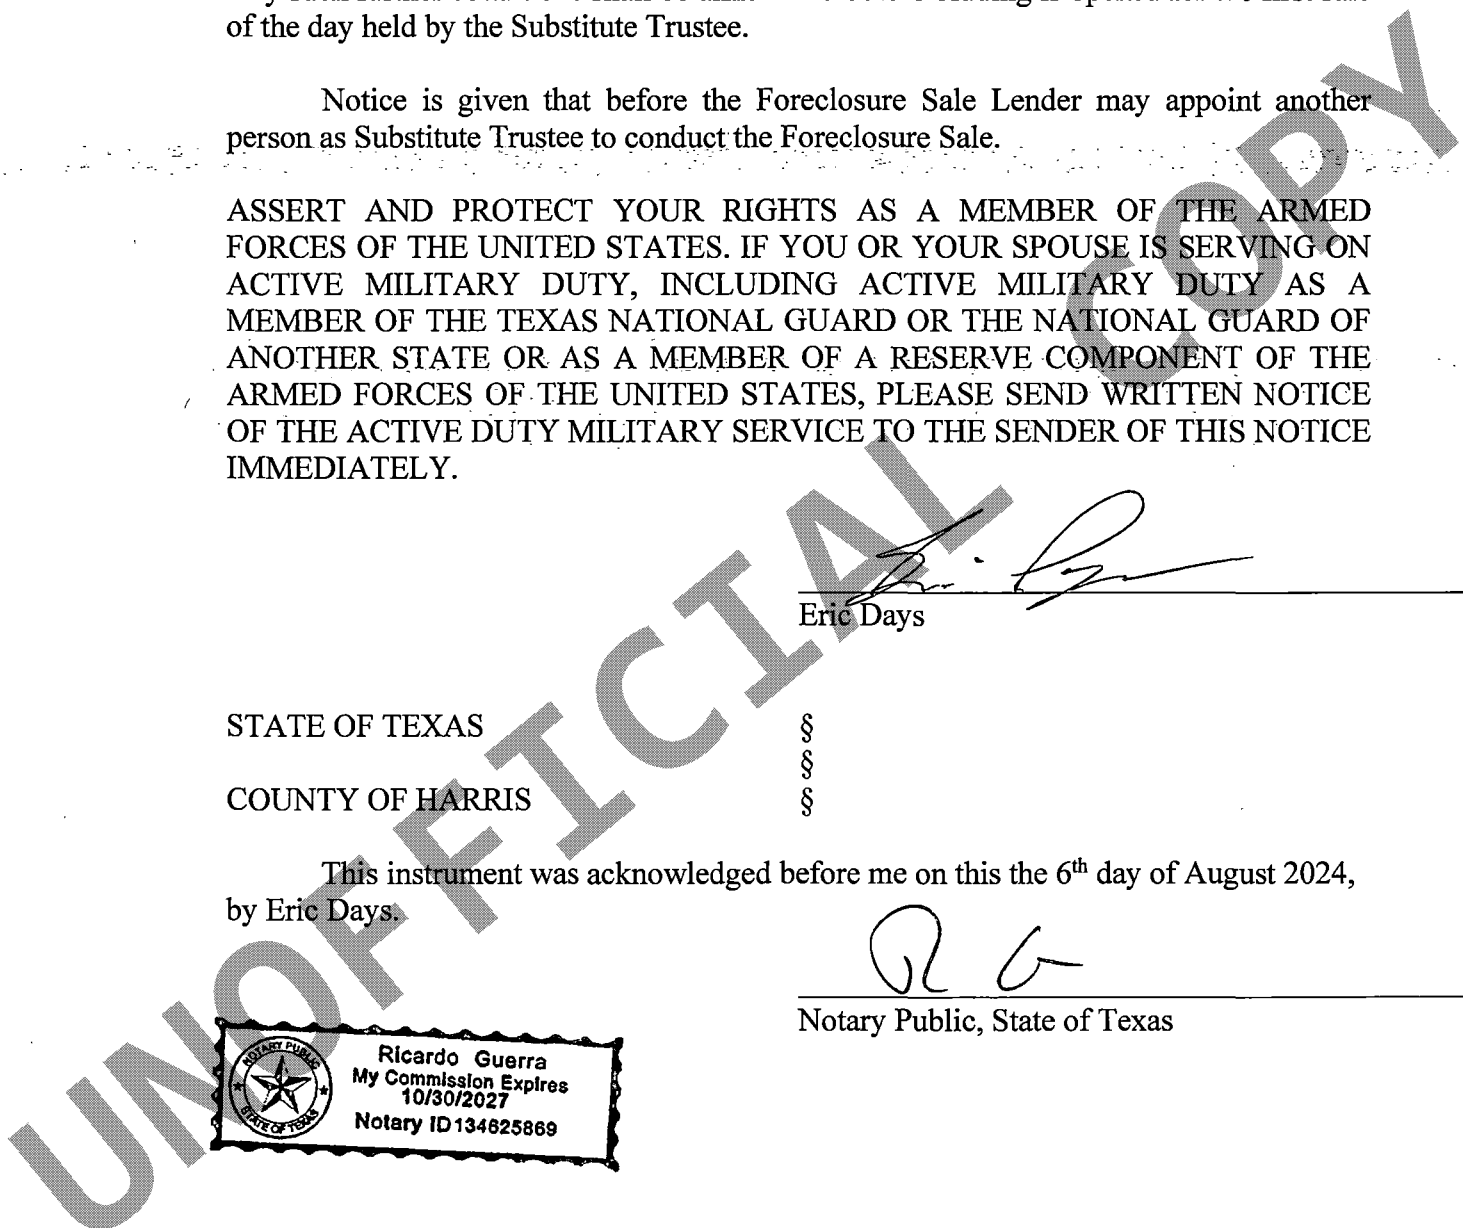 of the day held by the Substitute Trustee.
Notice is given that before the Foreclosure Sale Lender may appoint another
person as Substitute Trustee to conduct the Foreclosure Sale.
ASSERT AND PROTECT YOUR RIGHTS AS A MEMBER OF THE ARMED
FORCES OF THE UNITED STATES. IF YOU OR YOUR SPOUSE IS SERVING ON
ACTIVE MILITARY DUTY, INCLUDING ACTIVE MILITARY DUTY AS A
MEMBER OF THE TEXAS NATIONAL GUARD OR THE NATIONAL GUARD OF
ANOTHER STATE OR AS A MEMBER OF A RESERVE COMPONENT OF THE
ARMED FORCES OF THE UNITED STATES, PLEASE SEND WRITTEN NOTICE
OF THE ACTIVE DUTY MILITARY SERVICE TO THE SENDER OF THIS NOTICE
IMMEDIATELY.
Eric Days
STATE OF TEXAS §
§
COUNTY OF HARRIS §
This instrument was acknowledged before me on this the 6th day of August 2024,
by Eric Days.
Notary Public, State of Texas
NOTARY PUBLIC
STATE OF TEXAS
Ricardo Guerra
My Commission Expires
10/30/2027
Notary ID134625869
UNOFFICIAL COPY